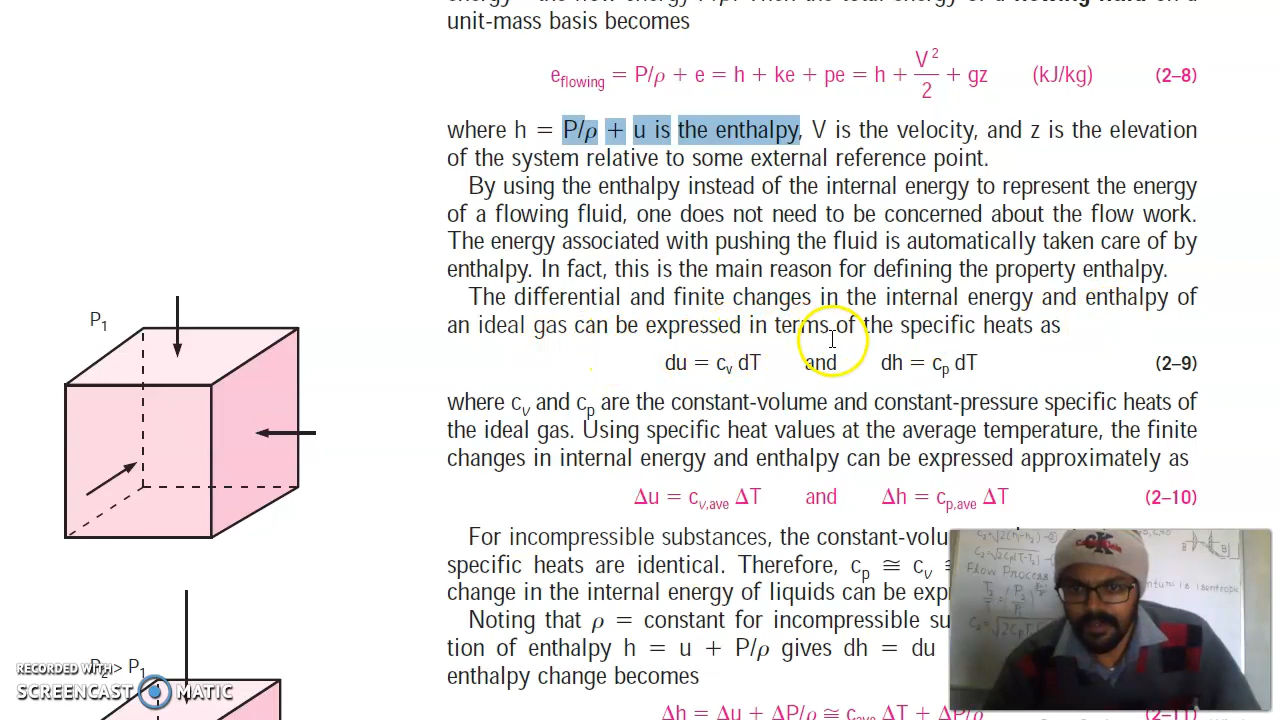 unit-mass basis becomes
e flowing = P/ρ + e = h + ke + pe = h + V²/2 + gz (kJ/kg) (2–8)
where h = P/ρ + u is the enthalpy, V is the velocity, and z is the elevation
of the system relative to some external reference point.
By using the enthalpy instead of the internal energy to represent the energy
of a flowing fluid, one does not need to be concerned about the flow work.
The energy associated with pushing the fluid is automatically taken care of by
enthalpy. In fact, this is the main reason for defining the property enthalpy.
The differential and finite changes in the internal energy and enthalpy of
an ideal gas can be expressed in terms of the specific heats as
du = cv dT and dh = cp dT (2–9)
where cv and cp are the constant-volume and constant-pressure specific heats of
the ideal gas. Using specific heat values at the average temperature, the finite
changes in internal energy and enthalpy can be expressed approximately as
Δu = cv,ave ΔT and Δh = cp,ave ΔT (2–10)
For incompressible substances, the constant-volu
specific heats are identical. Therefore, cp ≅ cv
change in the internal energy of liquids can be exp
Noting that ρ = constant for incompressible su
tion of enthalpy h = u + P/ρ gives dh = du
enthalpy change becomes
Δh = Δu + ΔP/ρ ≅ cave ΔT + ΔP/ρ
P1
P2 > P1
RECORDED WITH
SCREENCAST MATIC
Flow Process